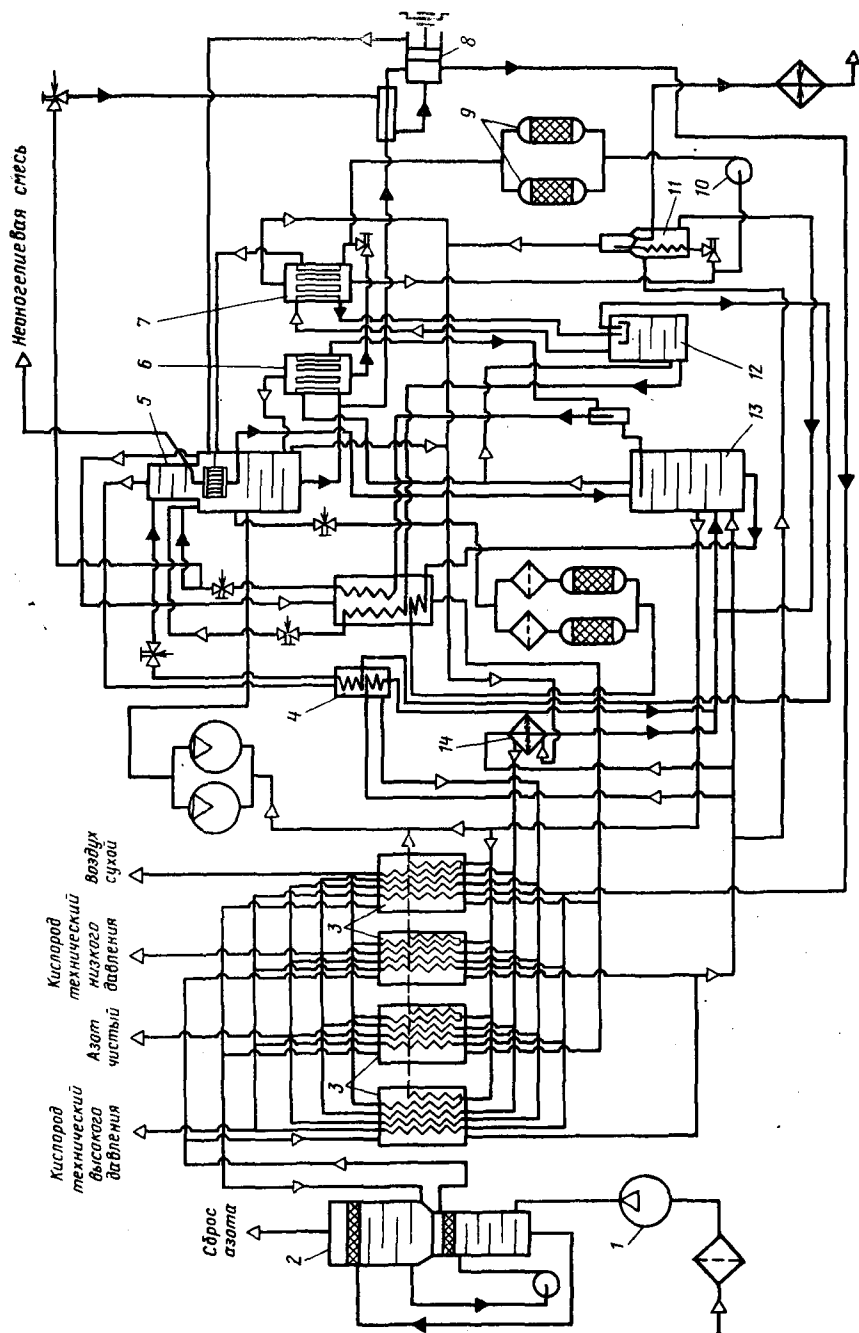 Неоногелиевая смесь
8
9
10
11
7
6
5
12
13
4
14
Воздух
сухой
Кислород
технический
низкого
давления
Азот
чистый
Кислород
технический
высокого
давления
3
3
Сброс
азота
2
1